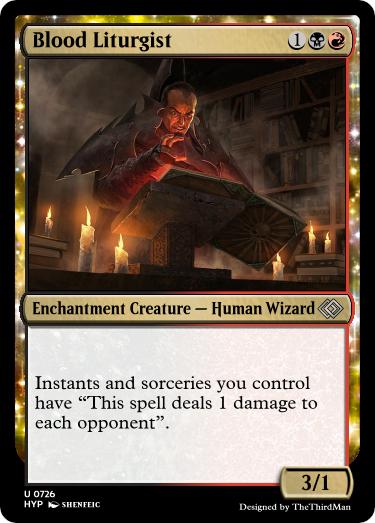 Blood Liturgist 1
Enchantment Creature — Human Wizard
Instants and sorceries you control
have “This spell deals 1 damage to
each opponent”.
3/1
U 0726
HYP SHENFEIC
Designed by TheThirdMan